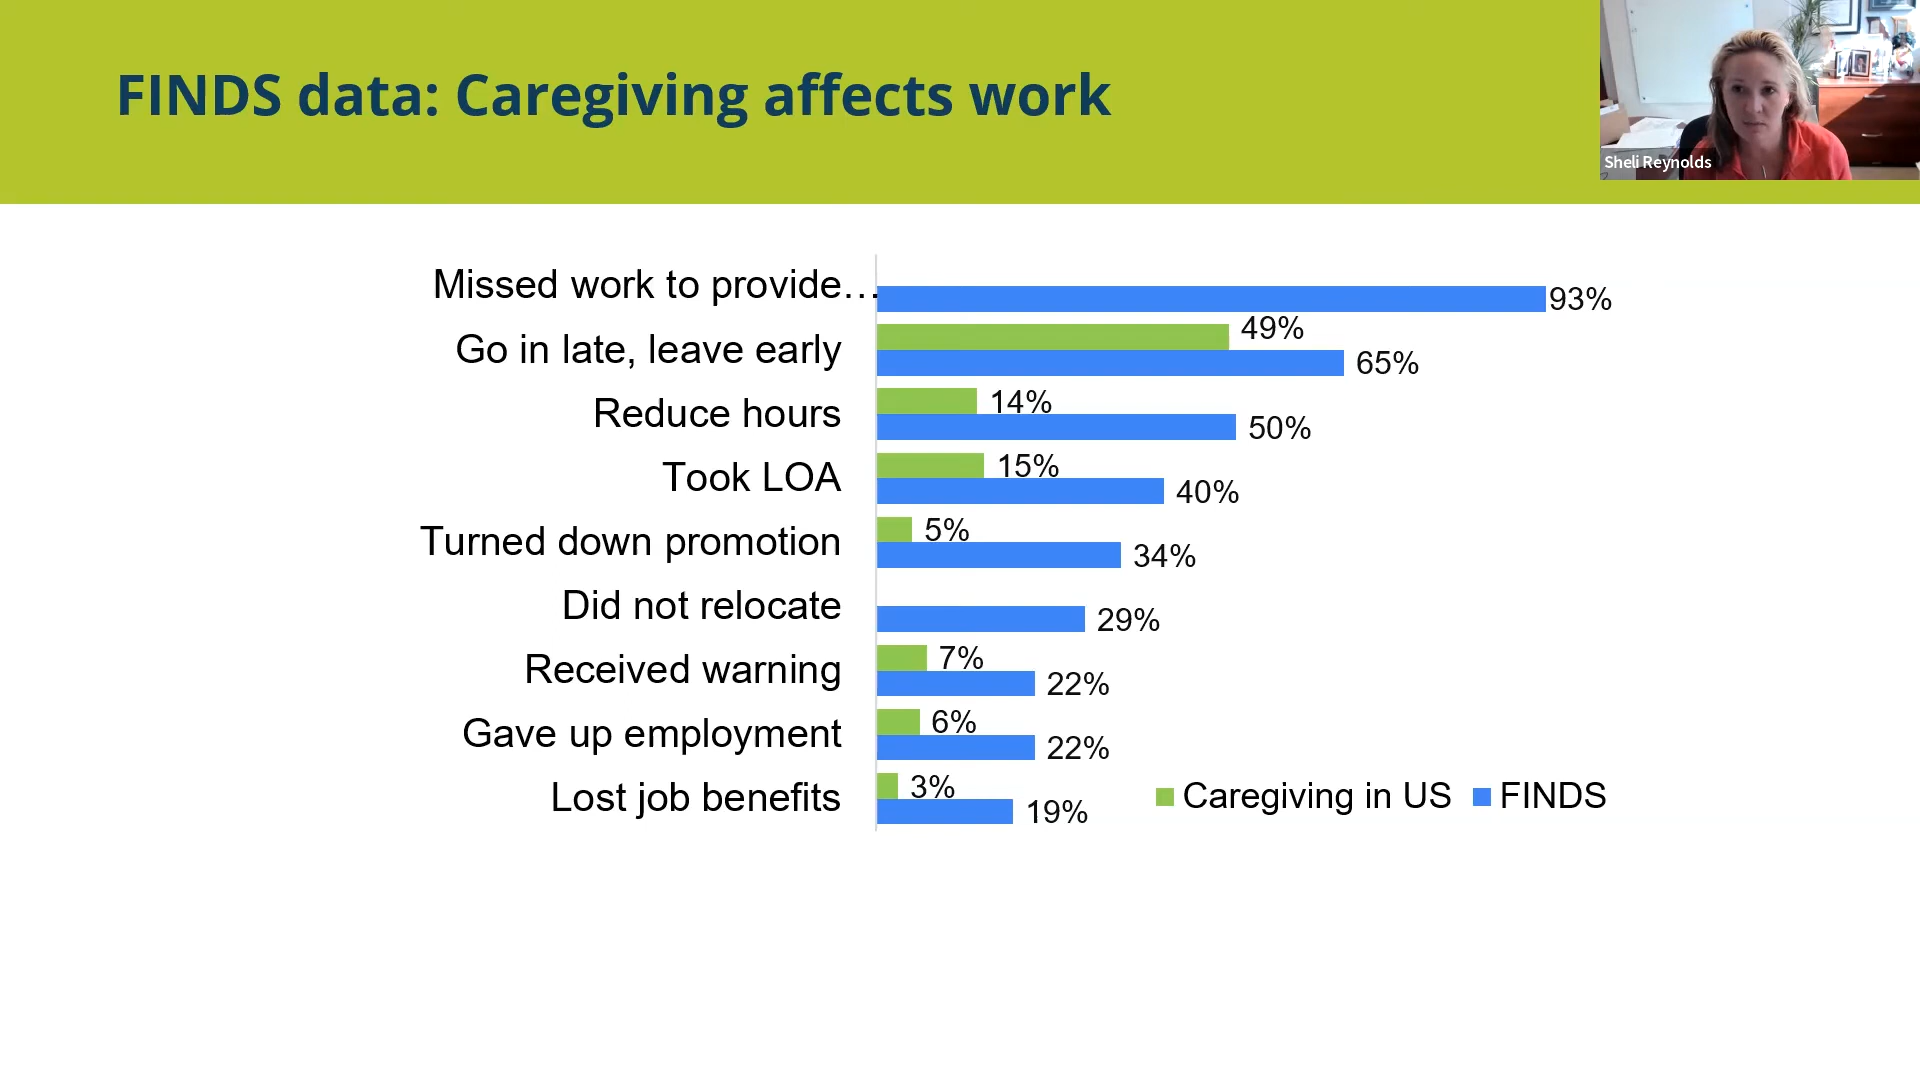 FINDS data: Caregiving affects work
Sheli Reynolds
Missed work to provide…
93%
Go in late, leave early
49%
65%
Reduce hours
14%
50%
Took LOA
15%
40%
Turned down promotion
5%
34%
Did not relocate
29%
Received warning
7%
22%
Gave up employment
6%
22%
Lost job benefits
3%
19%
Caregiving in US FINDS